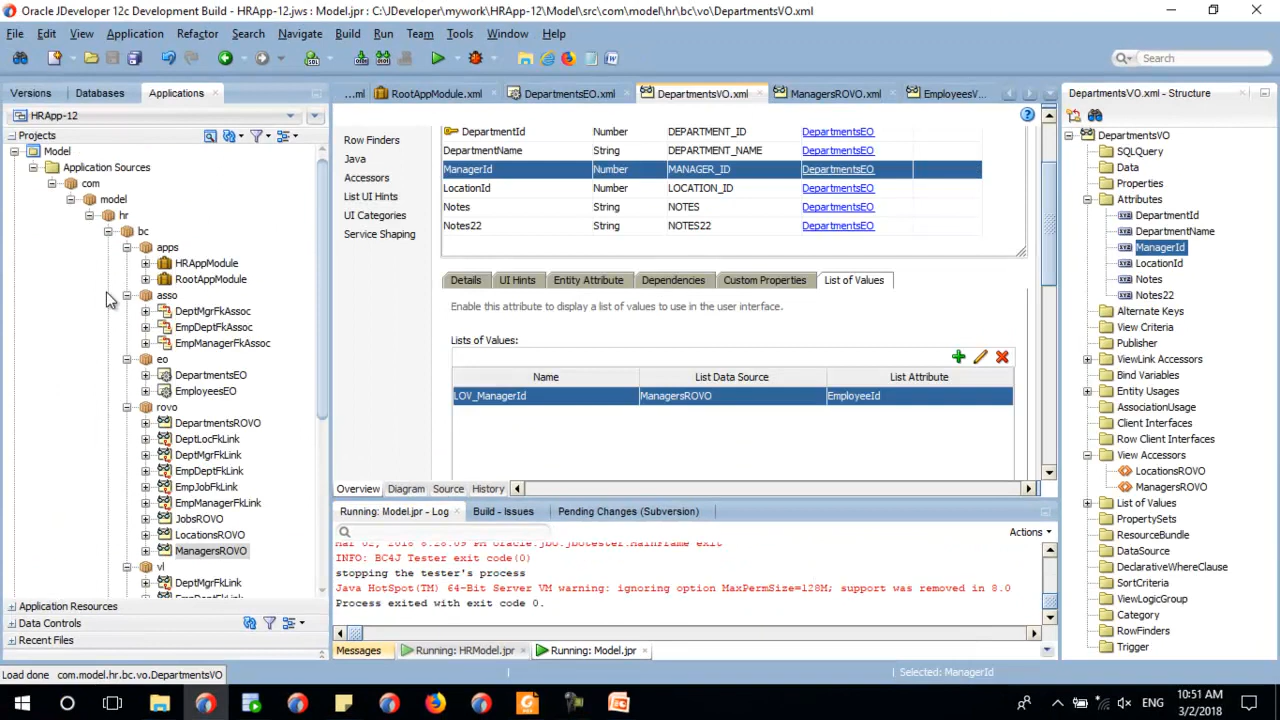 Oracle JDeveloper 12c Development Build - HRApp-12.jws : Model.jpr : C:\JDeveloper\mywork\HRApp-12\Model\src\com\model\hr\bc\vo\DepartmentsVO.xml
File Edit View Application Refactor Search Navigate Build Run Team Tools Window Help
Search
Versions Databases Applications
HRApp-12
Projects
Model
Application Sources
com
model
hr
bc
apps
HRAppModule
RootAppModule
asso
DeptMgrFkAssoc
EmpDeptFkAssoc
EmpManagerFkAssoc
eo
DepartmentsEO
EmployeesEO
rovo
DepartmentsROVO
DeptLocFkLink
DeptMgrFkLink
EmpDeptFkLink
EmpJobFkLink
EmpManagerFkLink
JobsROVO
LocationsROVO
ManagersROVO
vl
DeptMgrFkLink
EmpDeptFkLink
Application Resources
Data Controls
Recent Files
Load done com.model.hr.bc.vo.DepartmentsVO
...ml RootAppModule.xml DepartmentsEO.xml DepartmentsVO.xml ManagersROVO.xml EmployeesV...
Row Finders
Java
Accessors
List UI Hints
UI Categories
Service Shaping
DepartmentId Number DEPARTMENT_ID DepartmentsEO
DepartmentName String DEPARTMENT_NAME DepartmentsEO
ManagerId Number MANAGER_ID DepartmentsEO
LocationId Number LOCATION_ID DepartmentsEO
Notes String NOTES DepartmentsEO
Notes22 String NOTES22 DepartmentsEO
Details UI Hints Entity Attribute Dependencies Custom Properties List of Values
Enable this attribute to display a list of values to use in the user interface.
Lists of Values:
Name List Data Source List Attribute
LOV_ManagerId ManagersROVO EmployeeId
Overview Diagram Source History
Running: Model.jpr - Log Build - Issues Pending Changes (Subversion)
Actions
Mar 02, 2018 8:28:09 PM oracle.jbo.jbotester.MainFrame exit
INFO: BC4J Tester exit code(0)
stopping the tester's process
Java HotSpot(TM) 64-Bit Server VM warning: ignoring option MaxPermSize=128M; support was removed in 8.0
Process exited with exit code 0.
Messages Running: HRModel.jpr Running: Model.jpr
Selected: ManagerId
DepartmentsVO.xml - Structure
DepartmentsVO
SQLQuery
Data
Properties
Attributes
DepartmentId
DepartmentName
ManagerId
LocationId
Notes
Notes22
Alternate Keys
View Criteria
Publisher
ViewLink Accessors
Bind Variables
Entity Usages
AssociationUsage
Client Interfaces
Row Client Interfaces
View Accessors
LocationsROVO
ManagersROVO
List of Values
PropertySets
ResourceBundle
DataSource
DeclarativeWhereClause
SortCriteria
ViewLogicGroup
Category
RowFinders
Trigger
ENG
10:51 AM
3/2/2018